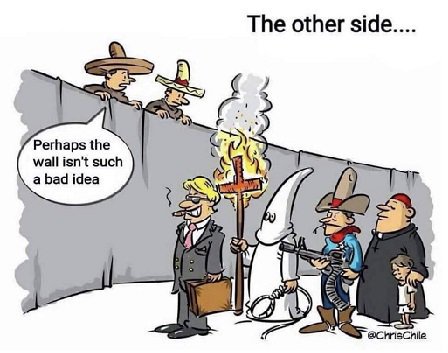 The other side....
Perhaps the
wall isn't such
a bad idea
@ChrisChile